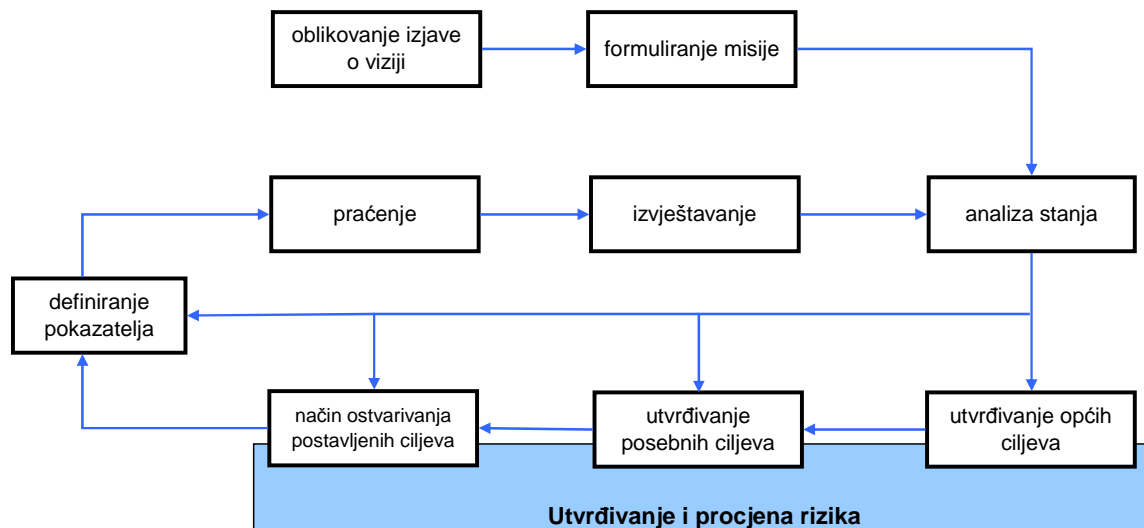 oblikovanje izjave
o viziji
formuliranje misije
praćenje
izvještavanje
analiza stanja
definiranje
pokazatelja
način ostvarivanja
postavljenih ciljeva
utvrđivanje
posebnih ciljeva
utvrđivanje općih
ciljeva
Utvrđivanje i procjena rizika